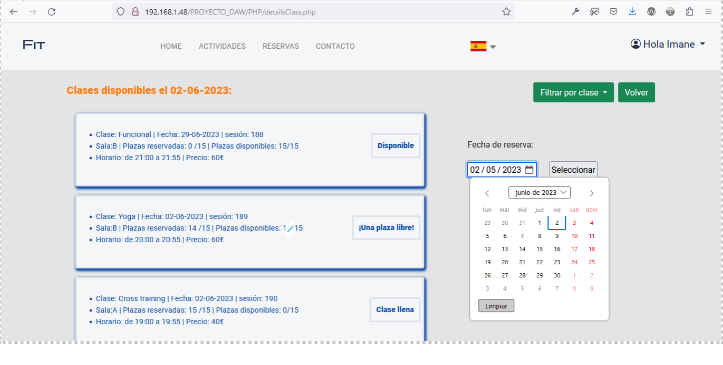 192.168.1.48/PROYECTO_DAW/PHP/detailsClass.php
FIT
HOME ACTIVIDADES RESERVAS CONTACTO
Hola Imane
Clases disponibles el 02-06-2023:
Filtrar por clase Volver
Clase: Funcional | Fecha: 29-06-2023 | sesión: 188
Sala:B | Plazas reservadas: 0 /15 | Plazas disponibles: 15/15
Horario: de 21:00 a 21:55 | Precio: 60€
Disponible
Fecha de reserva:
02/05/2023 Seleccionar
junio de 2023
lun mar mié jue vie sáb dom
29 30 31 1 2 3 4
5 6 7 8 9 10 11
12 13 14 15 16 17 18
19 20 21 22 23 24 25
26 27 28 29 30 1 2
3 4 5 6 7 8 9
Limpiar
Clase: Yoga | Fecha: 02-06-2023 | sesión: 189
Sala:B | Plazas reservadas: 14 /15 | Plazas disponibles: 1/15
Horario: de 20:00 a 20:55 | Precio: 60€
¡Una plaza libre!
Clase: Cross training | Fecha: 02-06-2023 | sesión: 190
Sala:A | Plazas reservadas: 15 /15 | Plazas disponibles: 0/15
Horario: de 19:00 a 19:55 | Precio: 40€
Clase llena